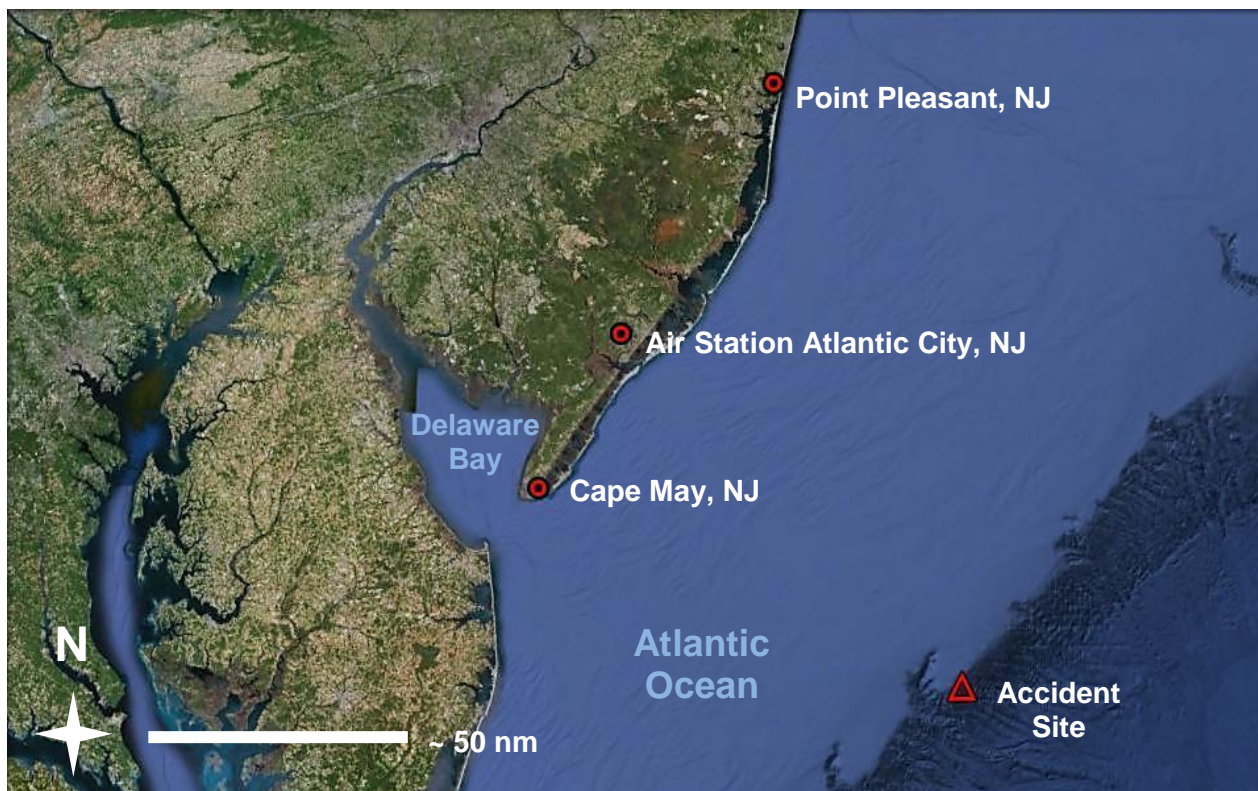 Point Pleasant, NJ
Air Station Atlantic City, NJ
Delaware
Bay
Cape May, NJ
Atlantic
Ocean
N
Accident
Site
~ 50 nm